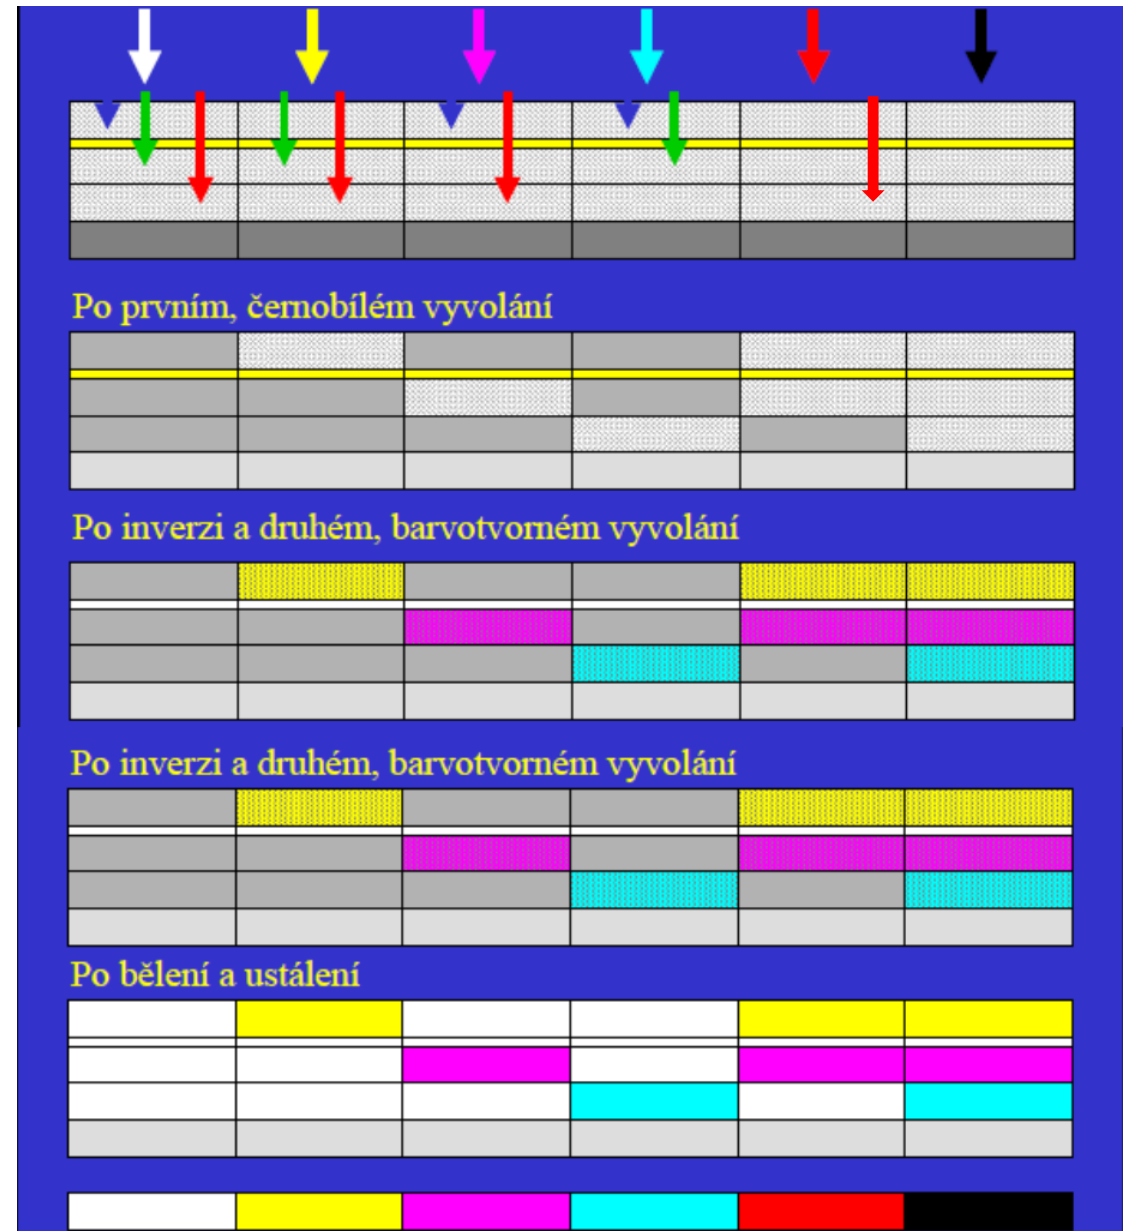 Po prvním, černobílém vyvolání
Po inverzi a druhém, barvotvorném vyvolání
Po inverzi a druhém, barvotvorném vyvolání
Po bělení a ustálení